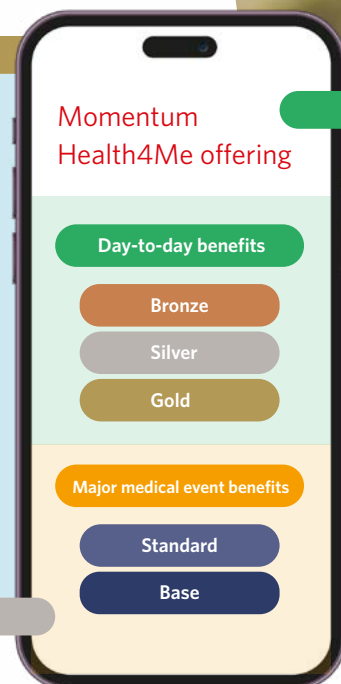 Momentum
Health4Me offering
Day-to-day benefits
Bronze
Silver
Gold
Major medical event benefits
Standard
Base